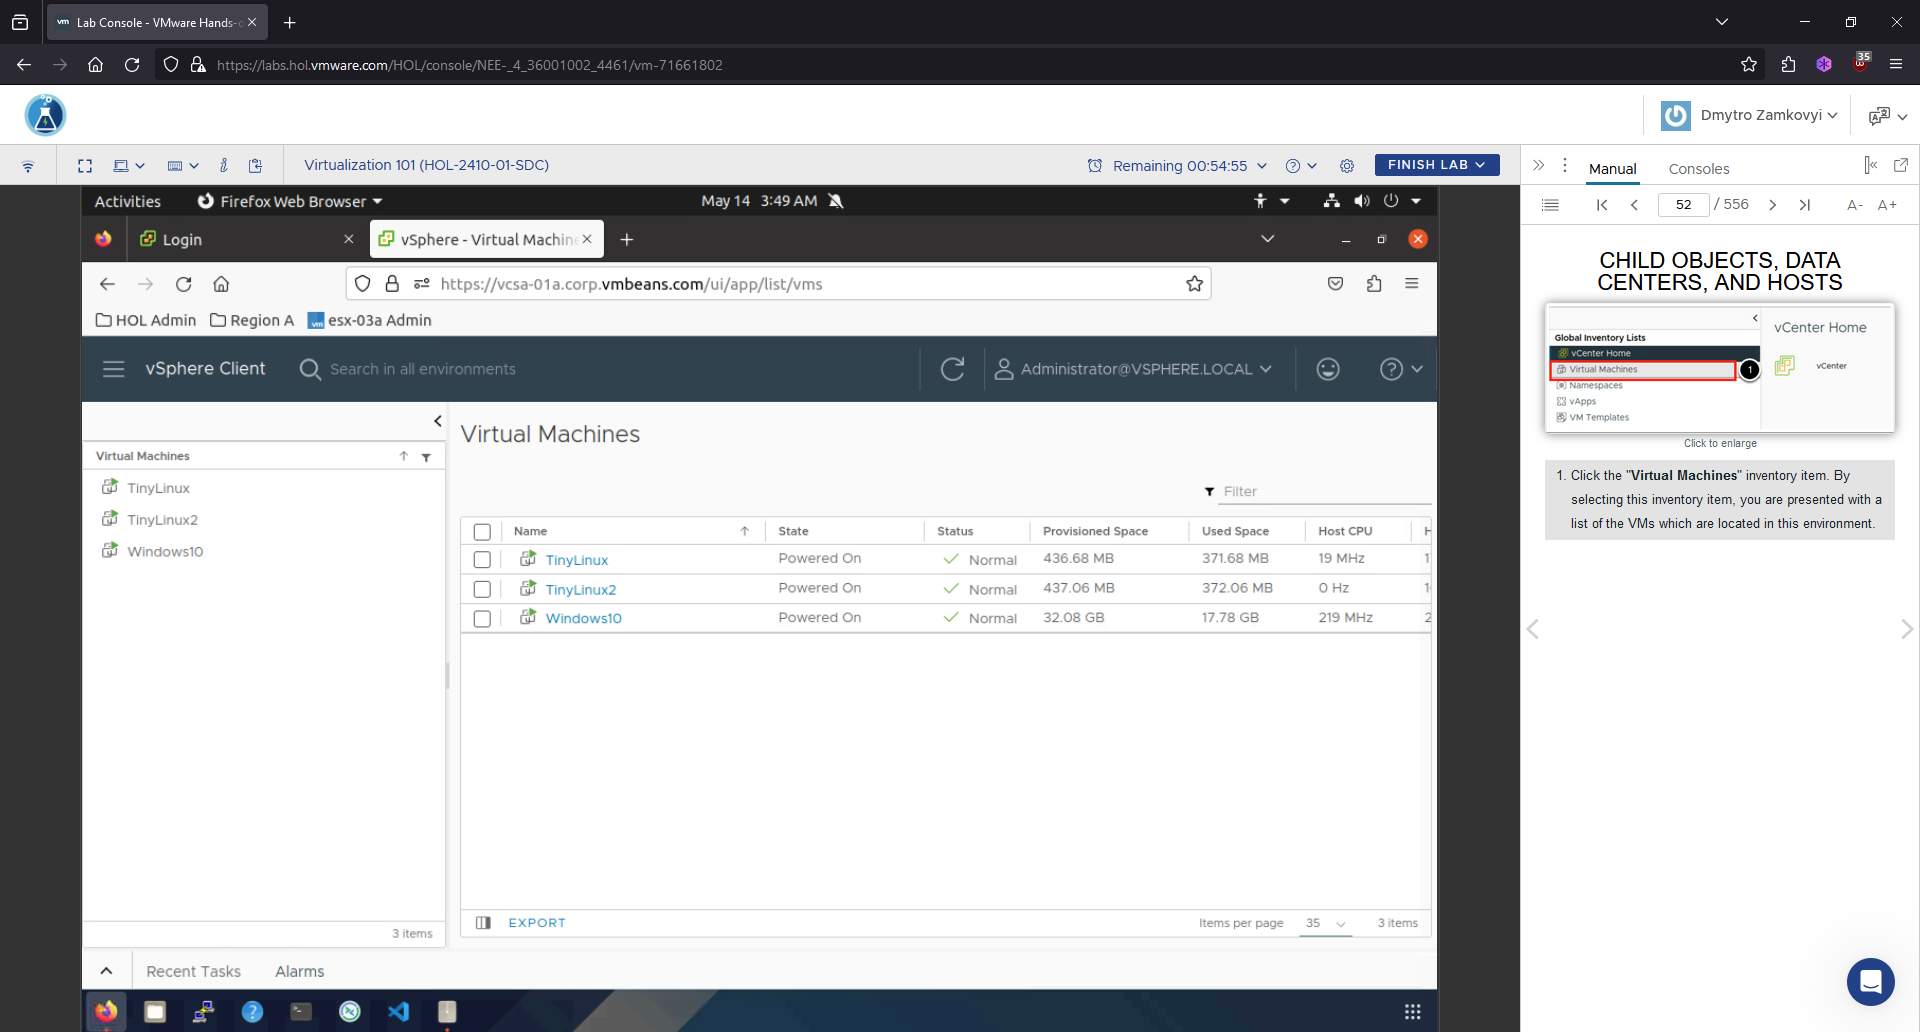 Lab Console - VMware Hands-o
https://labs.hol.vmware.com/HOL/console/NEE-_4_36001002_4461/vm-71661802
35
Dmytro Zamkovyi
Virtualization 101 (HOL-2410-01-SDC)
Remaining 00:54:55
FINISH LAB
Manual
Consoles
52 / 556
A-
A+
Activities
Firefox Web Browser
May 14 3:49 AM
Login
vSphere - Virtual Machin
https://vcsa-01a.corp.vmbeans.com/ui/app/list/vms
HOL Admin
Region A
vm esx-03a Admin
vSphere Client
Search in all environments
Administrator@VSPHERE.LOCAL
Virtual Machines
TinyLinux
TinyLinux2
Windows10
3 items
Virtual Machines
Filter
Name State Status Provisioned Space Used Space Host CPU H
TinyLinux Powered On Normal 436.68 MB 371.68 MB 19 MHz 1
TinyLinux2 Powered On Normal 437.06 MB 372.06 MB 0 Hz 1
Windows10 Powered On Normal 32.08 GB 17.78 GB 219 MHz 2
EXPORT
Items per page 35
3 items
Recent Tasks
Alarms
CHILD OBJECTS, DATA
CENTERS, AND HOSTS
Global Inventory Lists
vCenter Home
Virtual Machines
1
Namespaces
vApps
VM Templates
vCenter Home
vCenter
Click to enlarge
1. Click the "Virtual Machines" inventory item. By
selecting this inventory item, you are presented with a
list of the VMs which are located in this environment.